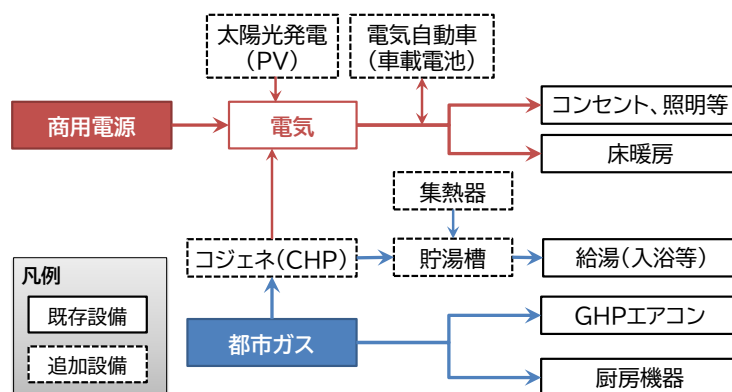 太陽光発電
(PV)
電気自動車
(車載電池)
商用電源
電気
コンセント、照明等
床暖房
集熱器
コジェネ(CHP)
貯湯槽
給湯(入浴等)
凡例
既存設備
追加設備
都市ガス
GHPエアコン
厨房機器